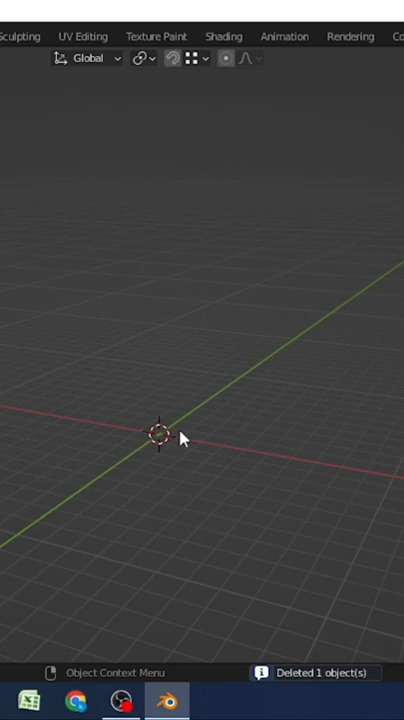 Sculpting UV Editing Texture Paint Shading Animation Rendering Co
Global
Object Context Menu
Deleted 1 object(s)